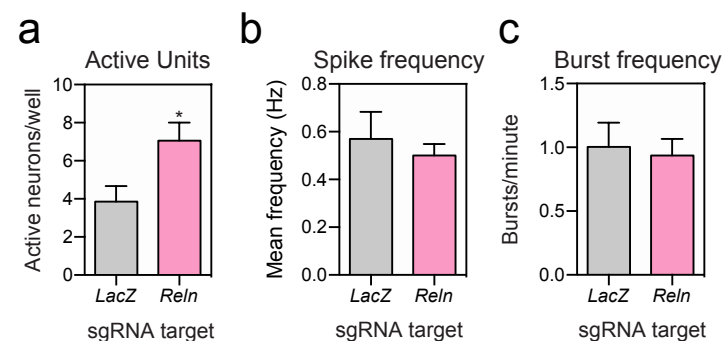 a
Active Units
Active neurons/well
10
8
6
4
2
0
*
LacZ Reln
sgRNA target
b
Spike frequency
Mean frequency (Hz)
0.8
0.6
0.4
0.2
0.0
LacZ Reln
sgRNA target
c
Burst frequency
Bursts/minute
1.5
1.0
0.5
0.0
LacZ Reln
sgRNA target